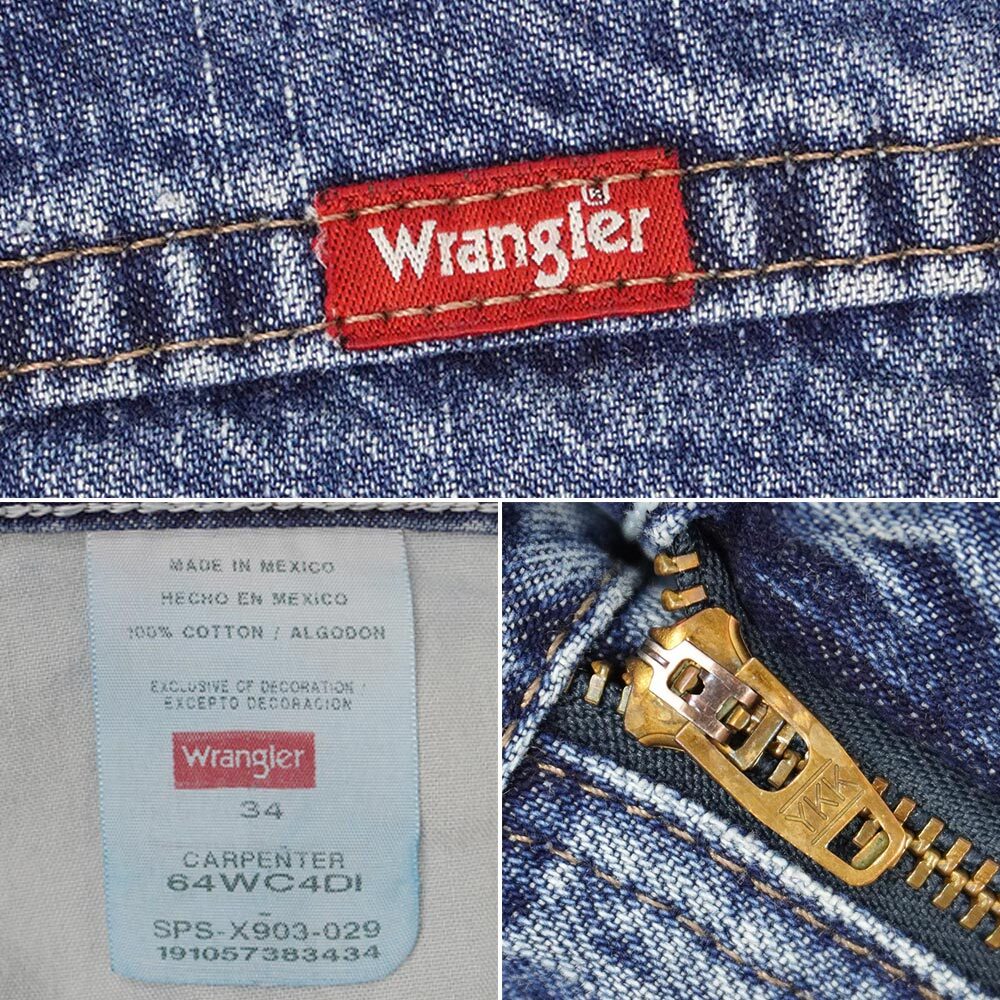 Wrangler
MADE IN MEXICO
HECHO EN MEXICO
100% COTTON / ALGODON
EXCLUSIVE OF DECORATION /
EXCEPTO DECORACION
Wrangler
34
CARPENTER
64WC4DI
SPS-X903-029
191057383434
YKK